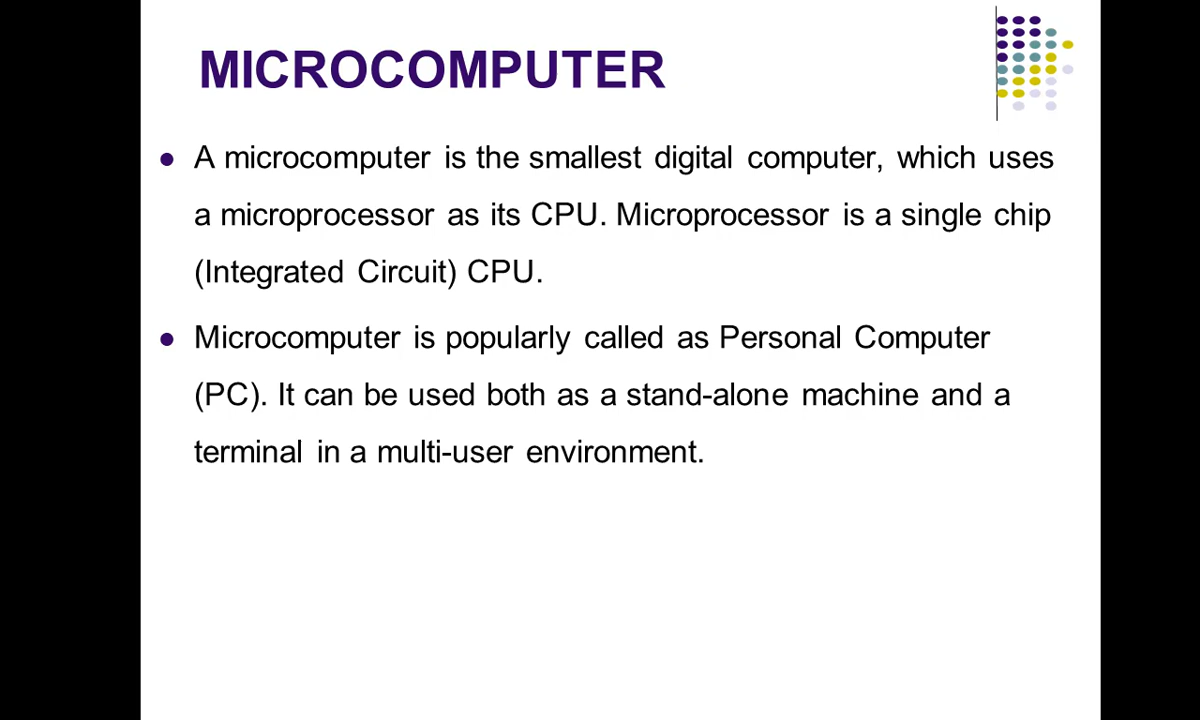 MICROCOMPUTER
● A microcomputer is the smallest digital computer, which uses
a microprocessor as its CPU. Microprocessor is a single chip
(Integrated Circuit) CPU.
● Microcomputer is popularly called as Personal Computer
(PC). It can be used both as a stand-alone machine and a
terminal in a multi-user environment.